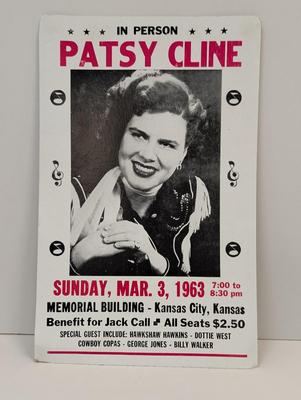 IN PERSON
PATSY CLINE
SUNDAY, MAR. 3, 1963 7:00 to 8:30 pm
MEMORIAL BUILDING - Kansas City, Kansas
Benefit for Jack Call All Seats $2.50
SPECIAL GUEST INCLUDE: HAWKSHAW HAWKINS - DOTTIE WEST
COWBOY COPAS - GEORGE JONES - BILLY WALKER